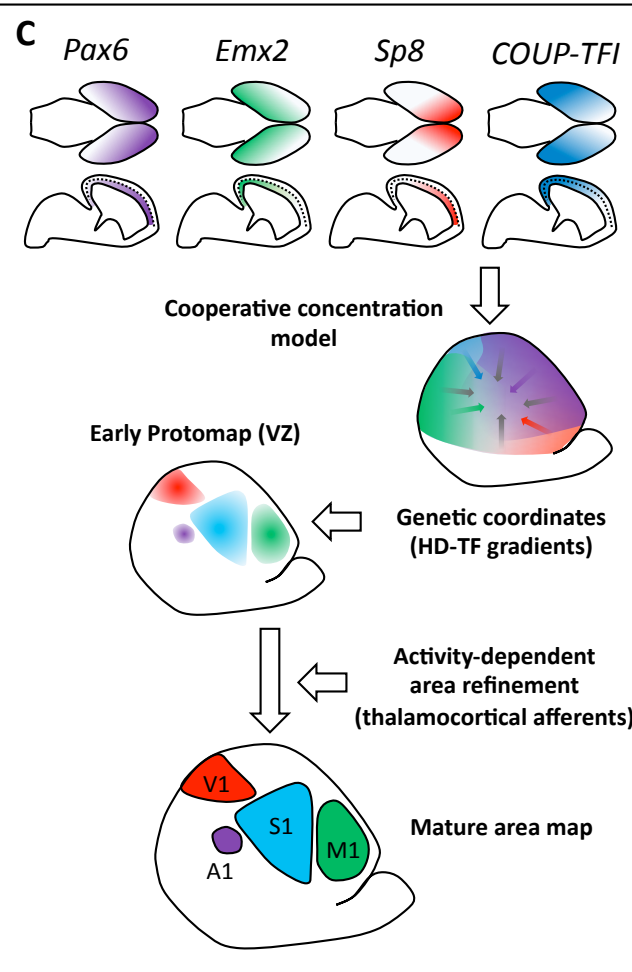 C
Pax6 Emx2 Sp8 COUP-TFI
Cooperative concentration
model
Early Protomap (VZ)
Genetic coordinates
(HD-TF gradients)
Activity-dependent
area refinement
(thalamocortical afferents)
V1
S1
M1
A1
Mature area map